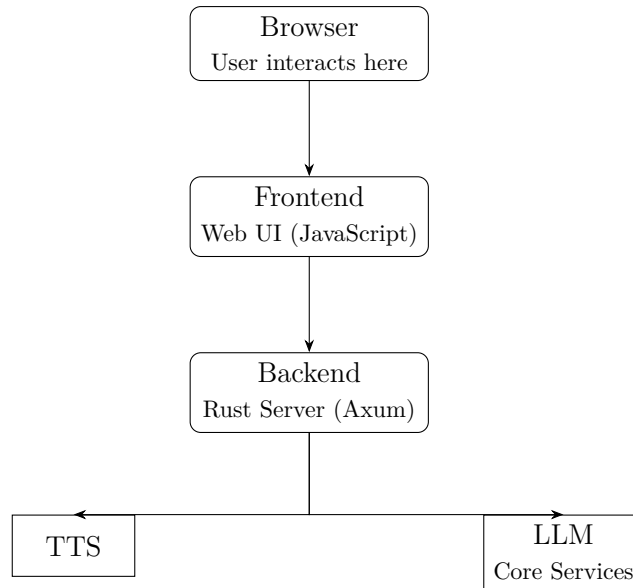 Browser
User interacts here
Frontend
Web UI (JavaScript)
Backend
Rust Server (Axum)
TTS
LLM
Core Services